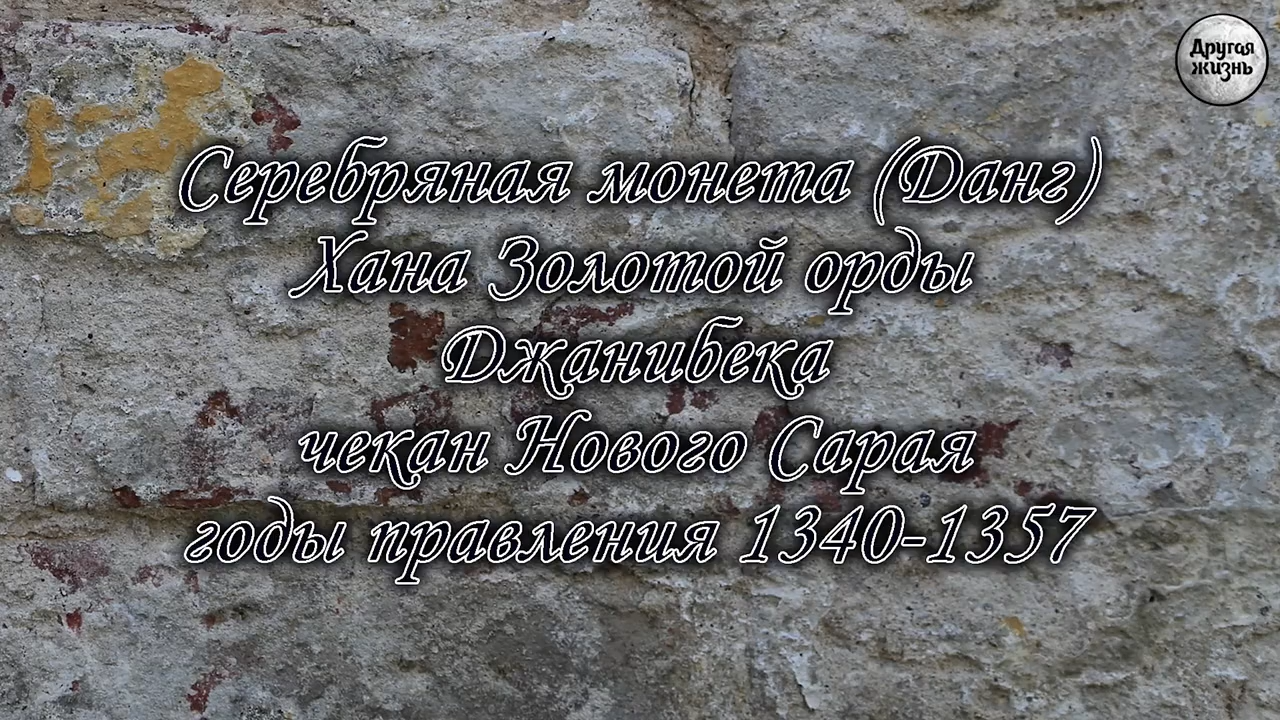 Другая
жизнь
Серебряная монета (Данг)
Хана Золотой орды
Джанибека
чекан Нового Сарая
годы правления 1340-1357